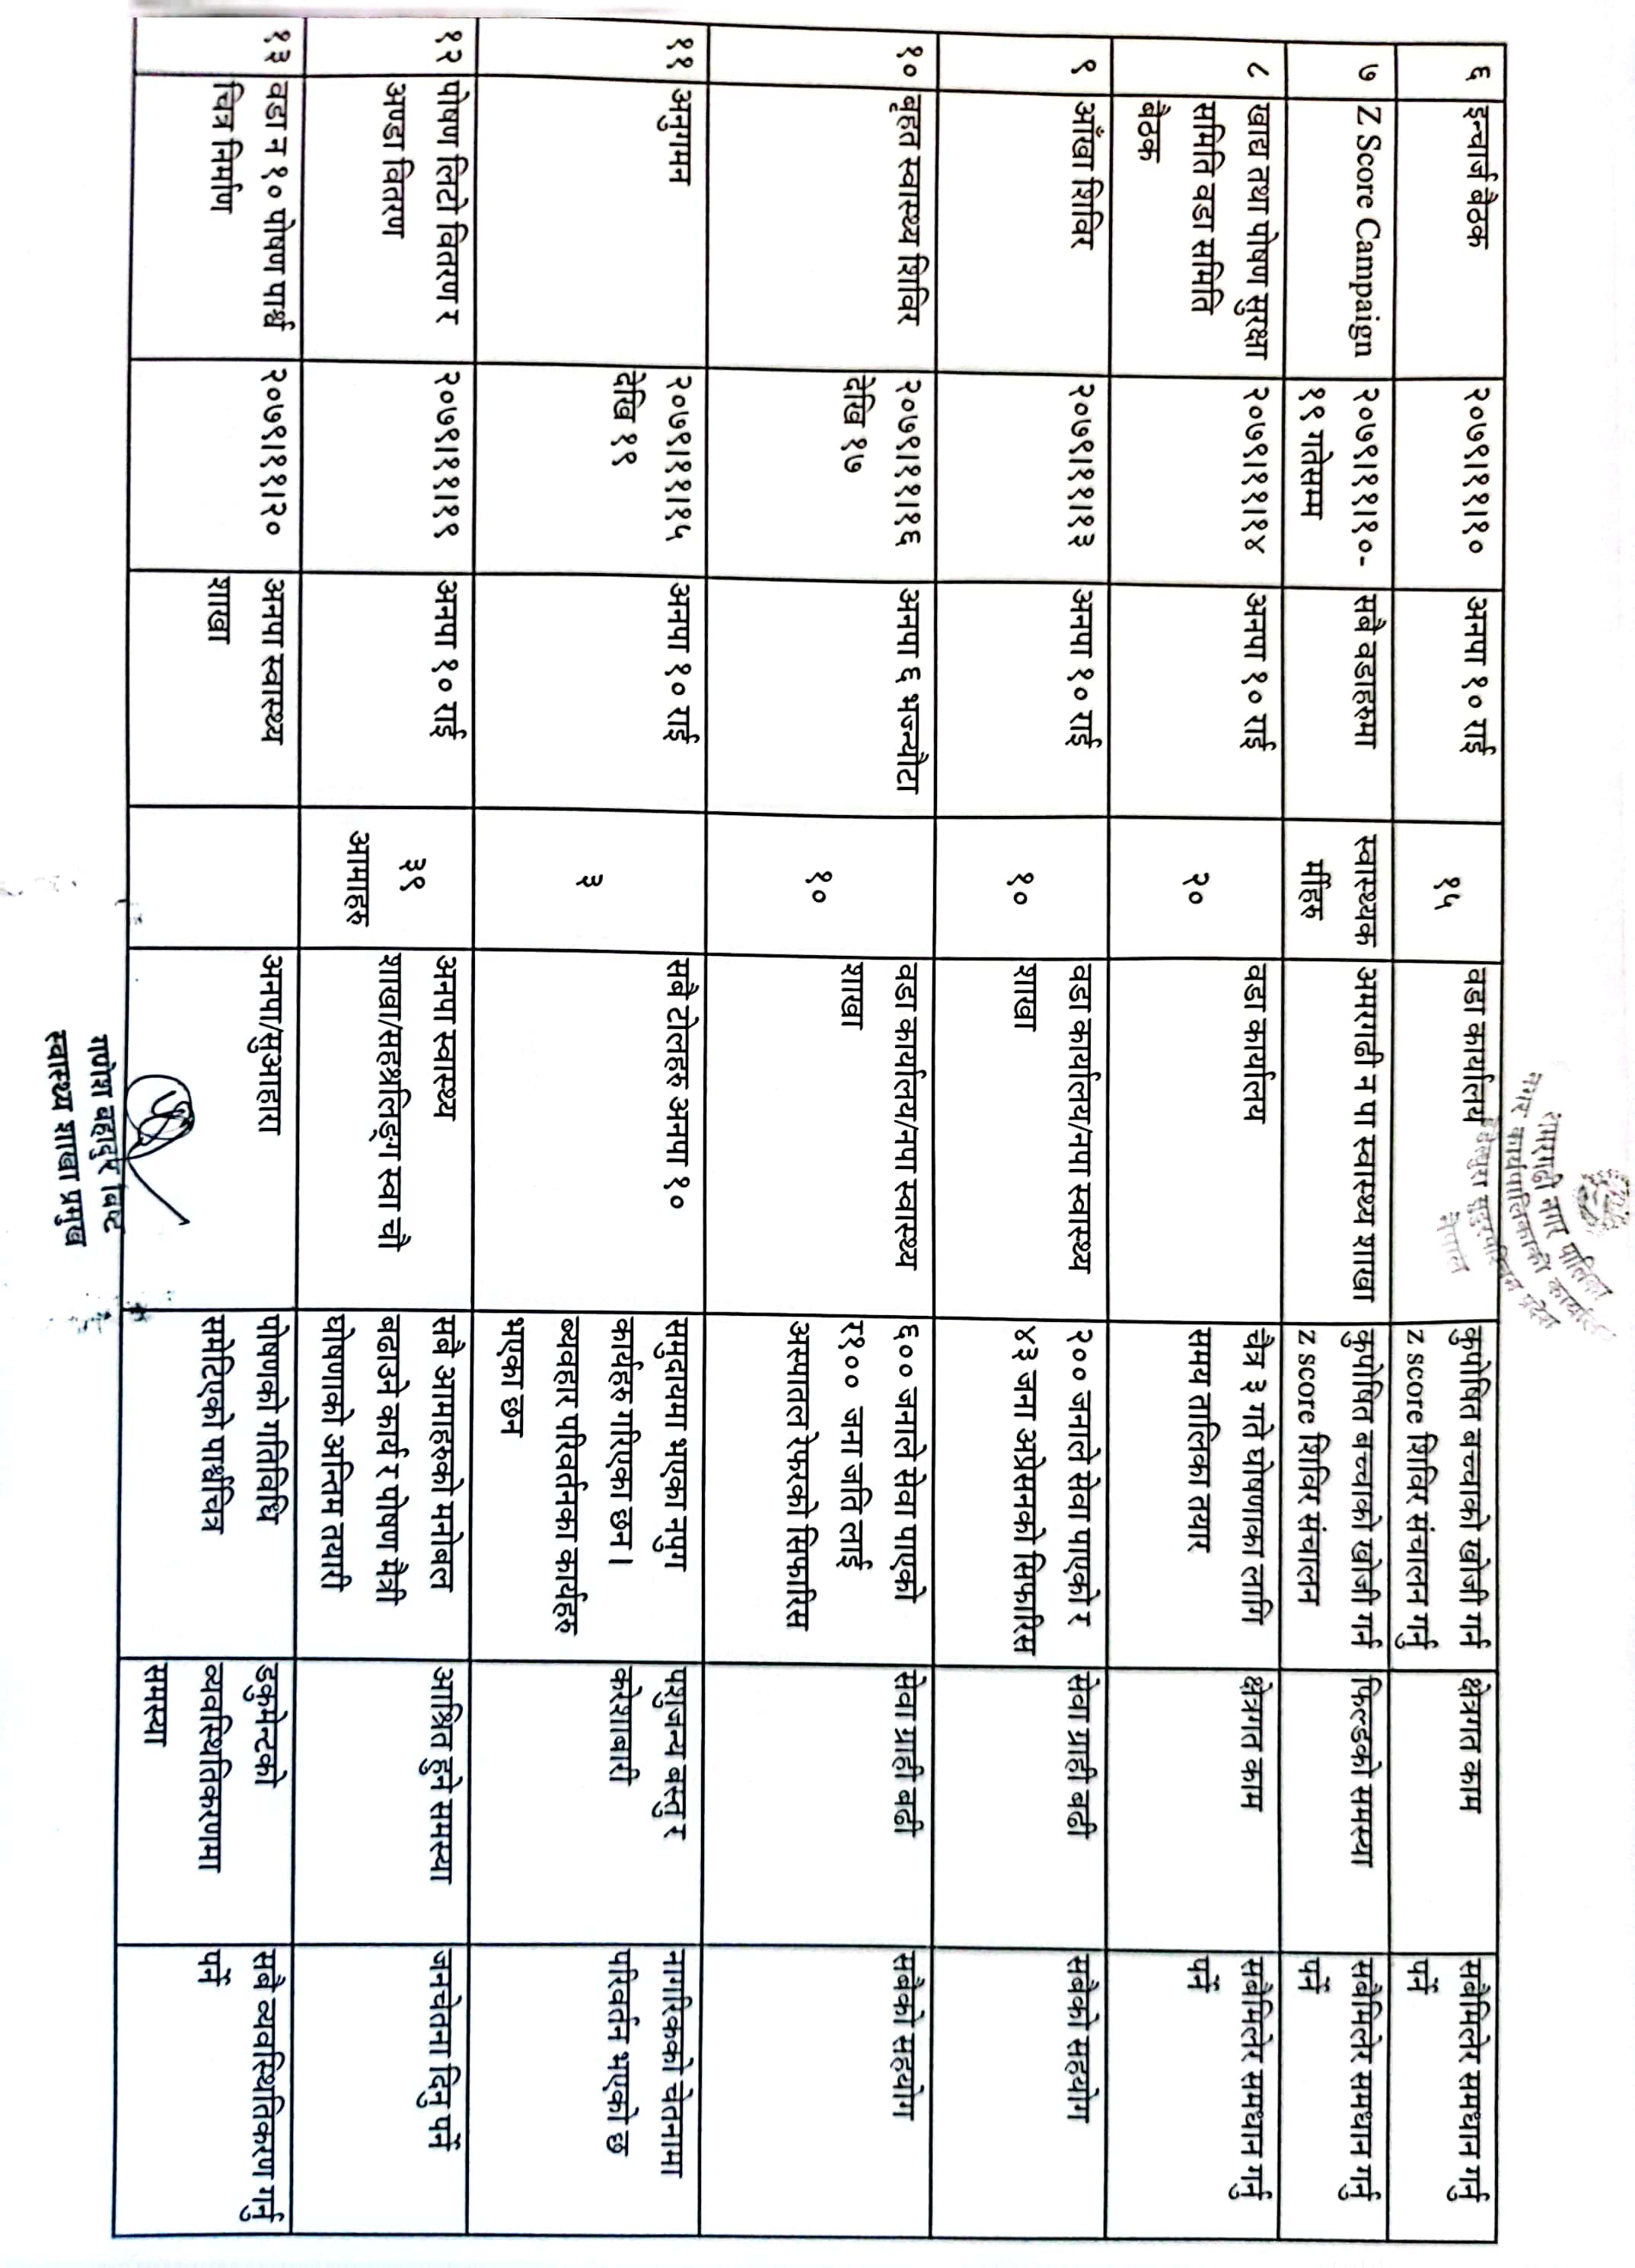 अमरगढी नगर पालिका
नगर कार्यपालिकाको कार्यालय
डडेल्धुरा सुदुरपश्चिम प्रदेश
नेपाल
६ इन्चार्ज बैठक २०७९।११।१० अनपा १० राई १५ वडा कार्यालय कुपोषित बच्चाको खोजी गर्न क्षेत्रगत काम सबैमिलेर समधान गर्नु
z score शिविर संचालन गर्नु पर्ने
७ Z Score Campaign २०७९।११।१०- सबै वडाहरुमा स्वास्थ्यक अमरगढी न पा स्वास्थ्य शाखा कुपोषित बच्चाको खोजी गर्न फिल्डको समस्या सबैमिलेर समधान गर्नु
१९ गतेसम्म र्मीहरु z score शिविर संचालन पर्ने
८ खाद्य तथा पोषण सुरक्षा २०७९।११।१४ अनपा १० राई वडा कार्यालय चैत्र ३ गते घोषणाका लागि क्षेत्रगत काम सबैमिलेर समधान गर्नु
समिति वडा समिति २० समय तालिका तयार पर्ने
बैठक
९ आँखा शिविर २०७९।११।१३ अनपा १० राई वडा कार्यालय/नपा स्वास्थ्य २०० जनाले सेवा पाएको र सेवा ग्राही बढी सबैको सहयोग
१० शाखा ४३ जना अप्रेसनको सिफारिस
१० बृहत स्वास्थ्य शिविर २०७९।११।१६ अनपा ६ भज्न्यौटा वडा कार्यालय/नपा स्वास्थ्य ६०० जनाले सेवा पाएको सेवा ग्राही बढी सबैको सहयोग
देखि १७ शाखा र१०० जना जति लाई
१० अस्पातल रेफरको सिफारिस
११ अनुगमन २०७९।११।१५ अनपा १० राई सबै टोलहरु अनपा १० समुदायमा भएका नपुग पशुजन्य बस्तु र नागरिकको चेतनामा
देखि १९ कार्यहरु गरिएका छन। करेशाबारी परिवर्तन भएको छ
३ ब्यवहार परिवर्तनका कार्यहरु
भएका छन
१२ पोषण लिटो वितरण र २०७९।११।१९ अनपा १० राई अनपा स्वास्थ्य सबै आमाहरुको मनोबल आश्रित हुने समस्या जनचेतना दिनु पर्ने
अण्डा वितरण ३९ शाखा/सहश्रलिङ्ग स्वा चौ बढाउने कार्य र पोषण मैत्री
आमाहरु घोषणाको अन्तिम तयारी
१३ वडा न १० पोषण पार्श्व २०७९।११।२० अनपा स्वास्थ्य अनपा/सुआहारा पोषणको गतिविधि डकुमेन्टको सबै व्यवस्थितिकरण गर्नु
चित्र निर्माण शाखा समेटिएको पार्श्वचित्र व्यवस्थितिकरणमा पर्ने
समस्या
गणेश बहादुर बिष्ट
स्वास्थ्य शाखा प्रमुख